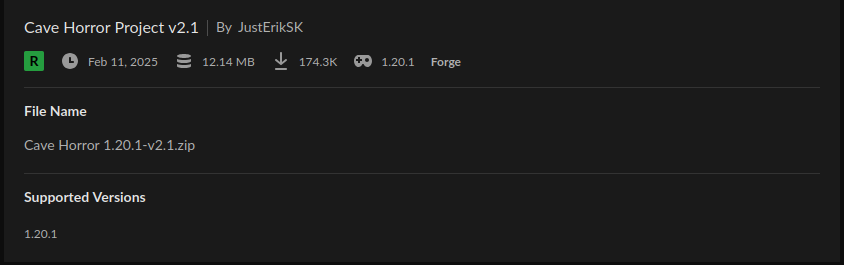 Cave Horror Project v2.1 | By JustErikSK
R Feb 11, 2025 12.14 MB 174.3K 1.20.1 Forge
File Name
Cave Horror 1.20.1-v2.1.zip
Supported Versions
1.20.1